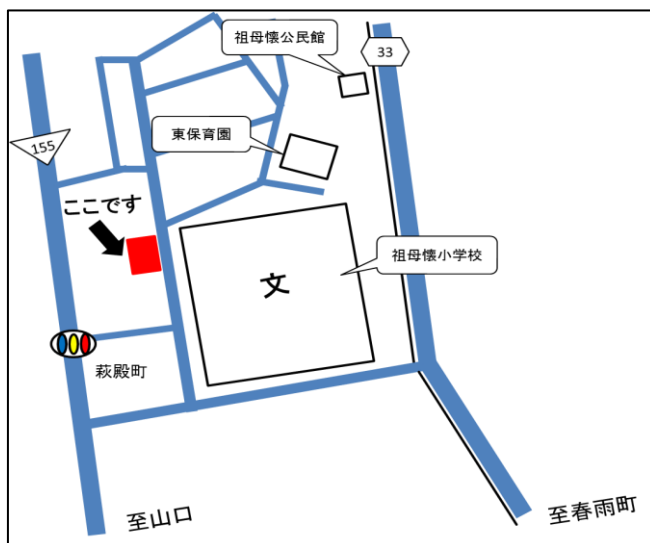 祖母懐公民館
33
東保育園
155
ここです
祖母懐小学校
文
萩殿町
至山口
至春雨町